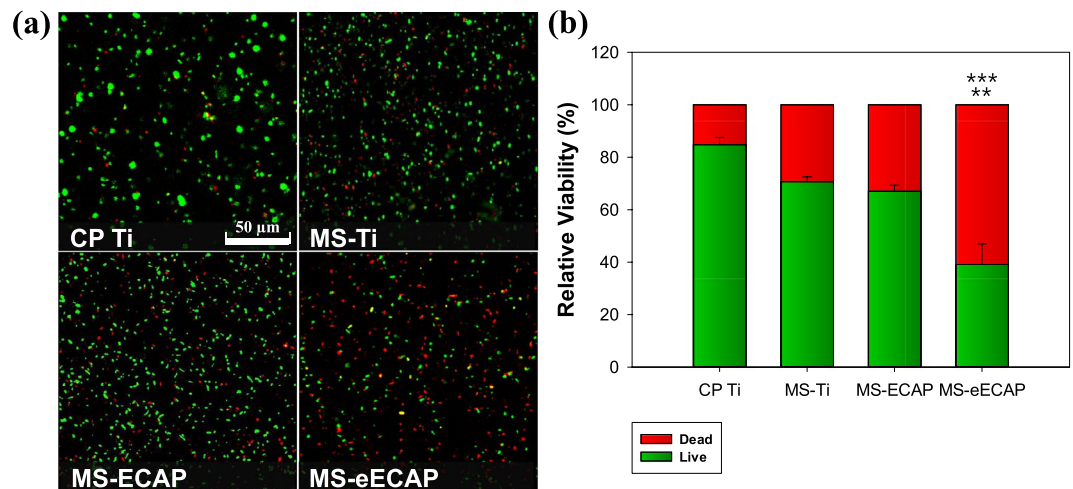 (a)
CP Ti
50 µm
MS-Ti
MS-ECAP
MS-eECAP
(b)
Relative Viability (%)
120
100
80
60
40
20
0
***
**
CP Ti
MS-Ti
MS-ECAP
MS-eECAP
Dead
Live